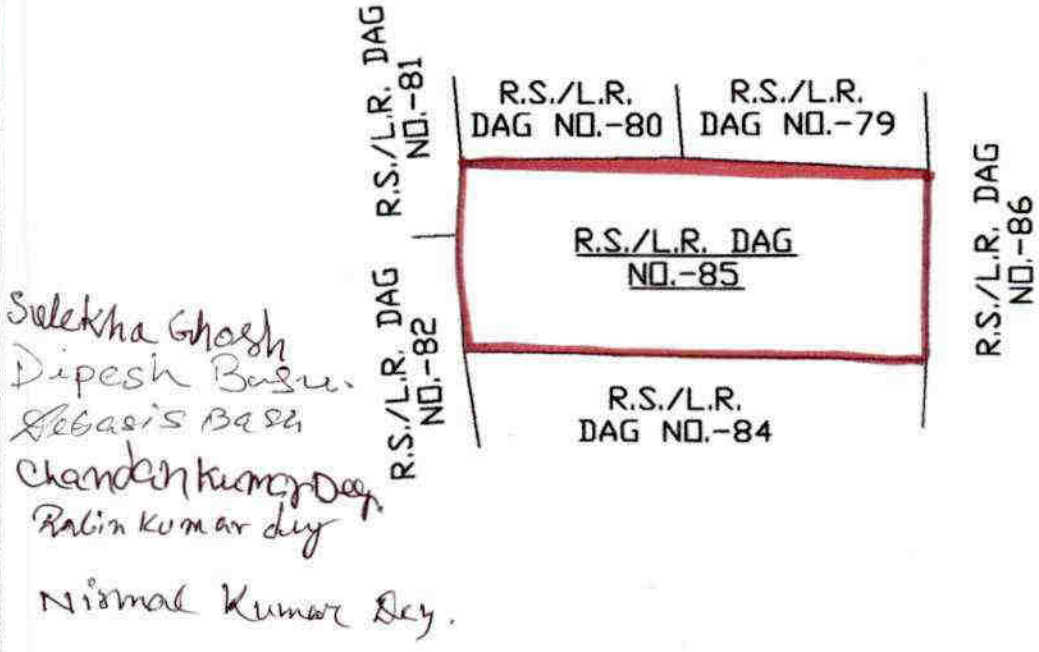 R.S./L.R. DAG
NO.-81
R.S./L.R.
DAG NO.-80
R.S./L.R.
DAG NO.-79
R.S./L.R. DAG
NO.-86
R.S./L.R. DAG
NO.-85
R.S./L.R. DAG
NO.-82
R.S./L.R.
DAG NO.-84
Sulekha Ghosh
Dipesh Basu.
Debasis Basu
Chandan Kumar Dey.
Rabin Kumar dey
Nirmal Kumar Dey.